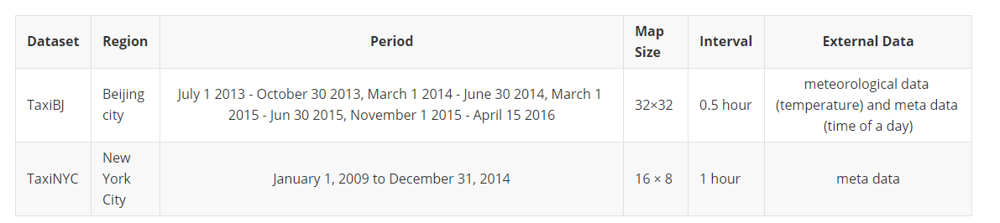 Dataset Region Period Map Size Interval External Data
TaxiBJ Beijing city July 1 2013 - October 30 2013, March 1 2014 - June 30 2014, March 1 2015 - Jun 30 2015, November 1 2015 - April 15 2016 32×32 0.5 hour meteorological data (temperature) and meta data (time of a day)
TaxiNYC New York City January 1, 2009 to December 31, 2014 16 × 8 1 hour meta data